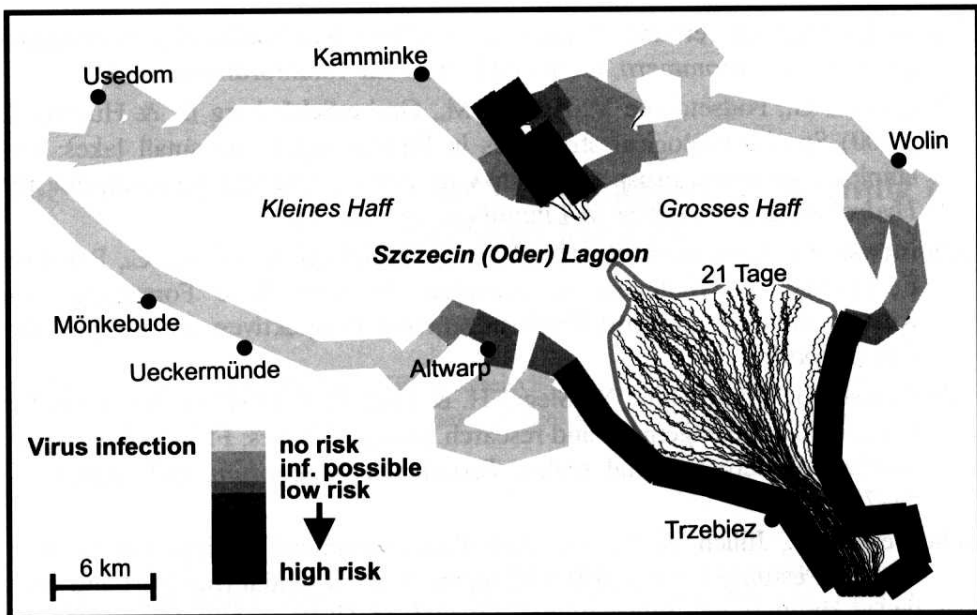 Usedom
Kamminke
Wolin
Kleines Haff
Grosses Haff
Szczecin (Oder) Lagoon
21 Tage
Mönkebude
Ueckermünde
Altwarp
Virus infection
no risk
inf. possible
low risk
high risk
Trzebiez
6 km